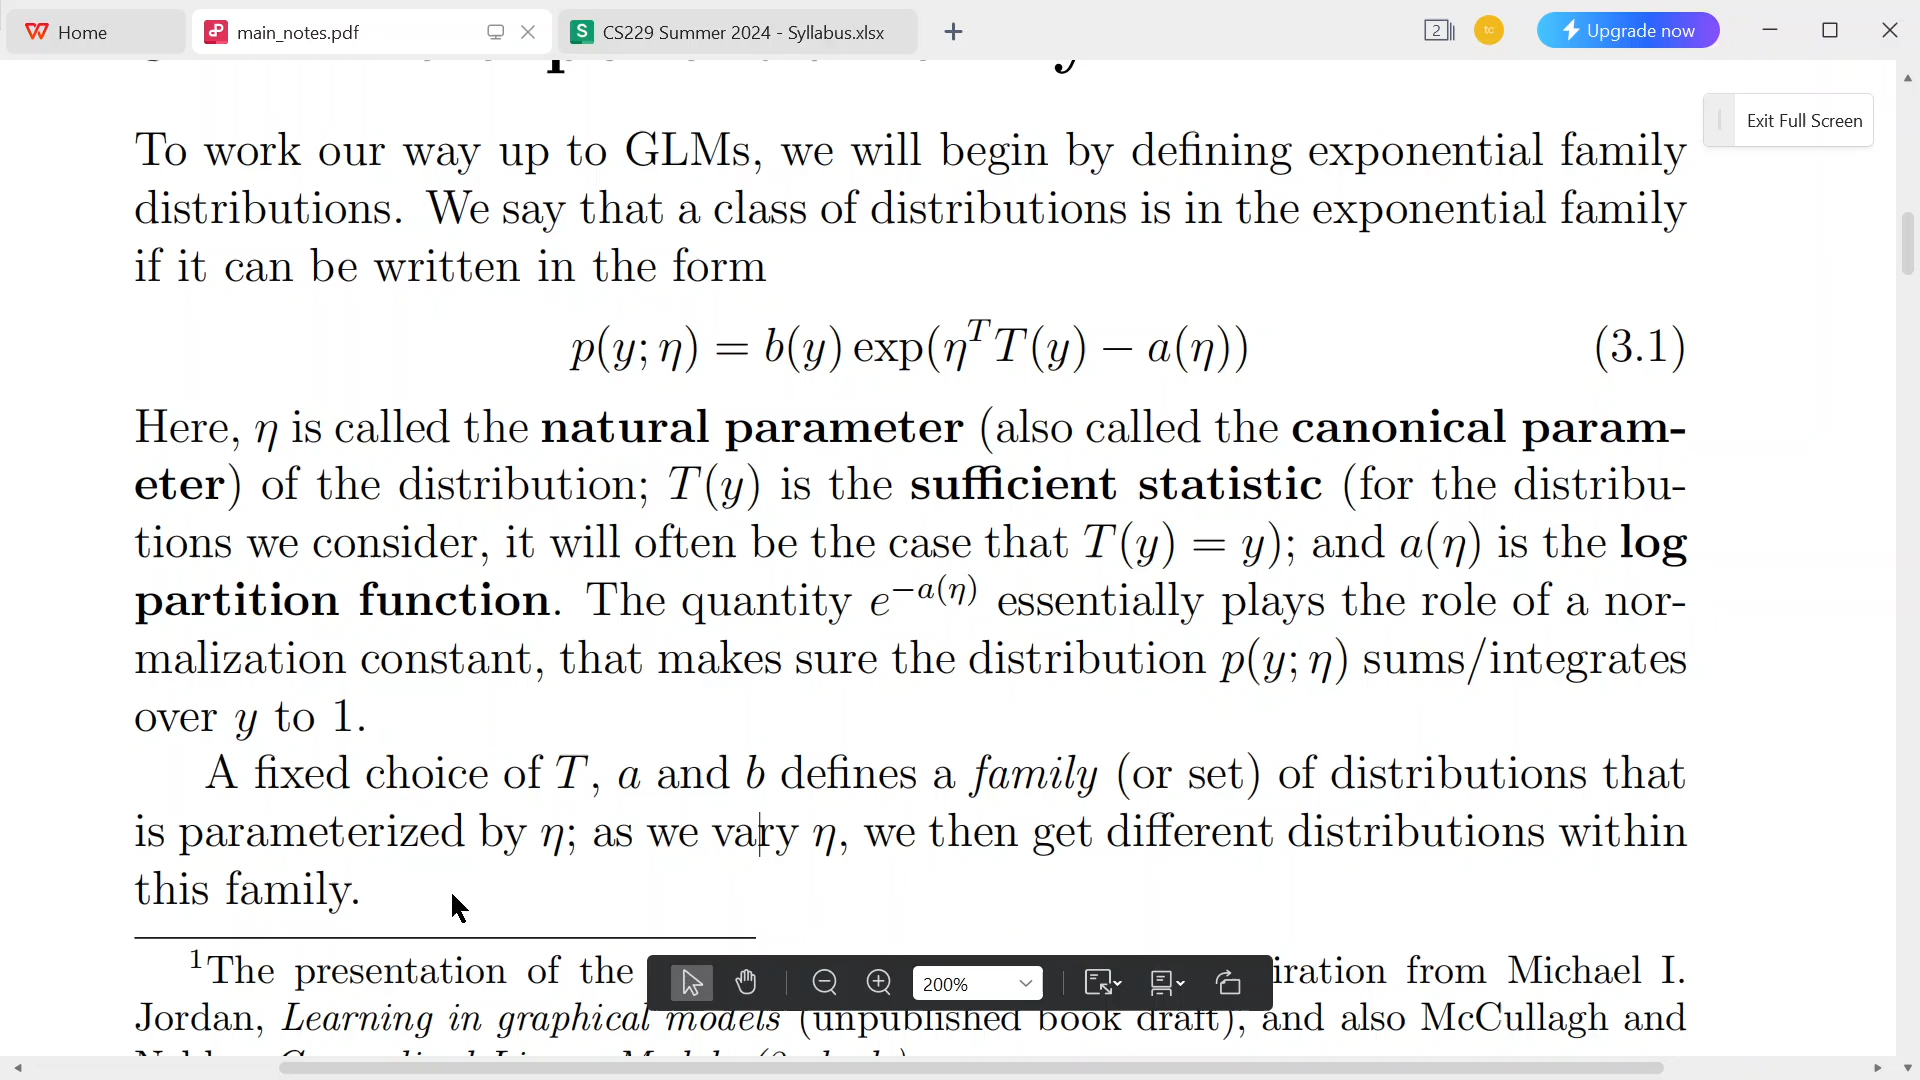 Home
main_notes.pdf
S CS229 Summer 2024 - Syllabus.xlsx
2
tc
Upgrade now
Exit Full Screen
To work our way up to GLMs, we will begin by defining exponential family
distributions. We say that a class of distributions is in the exponential family
if it can be written in the form
p(y; η) = b(y) exp(η^T T(y) − a(η)) (3.1)
Here, η is called the natural parameter (also called the canonical param-
eter) of the distribution; T(y) is the sufficient statistic (for the distribu-
tions we consider, it will often be the case that T(y) = y); and a(η) is the log
partition function. The quantity e^{−a(η)} essentially plays the role of a nor-
malization constant, that makes sure the distribution p(y; η) sums/integrates
over y to 1.
A fixed choice of T, a and b defines a family (or set) of distributions that
is parameterized by η; as we vary η, we then get different distributions within
this family.
¹The presentation of the iration from Michael I.
Jordan, Learning in graphical models (unpublished book draft), and also McCullagh and
200%